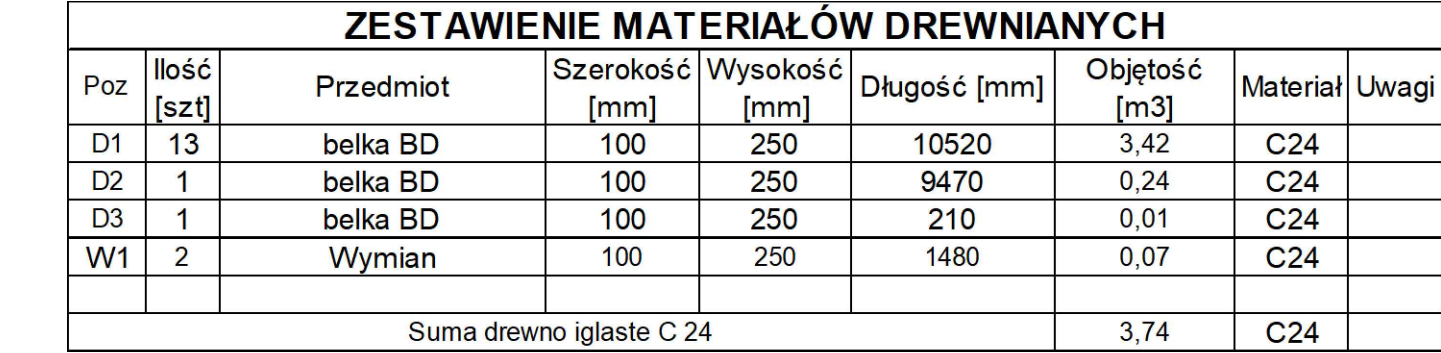 ZESTAWIENIE MATERIAŁÓW DREWNIANYCH
Poz Ilość [szt] Przedmiot Szerokość [mm] Wysokość [mm] Długość [mm] Objętość [m3] Materiał Uwagi
D1 13 belka BD 100 250 10520 3,42 C24
D2 1 belka BD 100 250 9470 0,24 C24
D3 1 belka BD 100 250 210 0,01 C24
W1 2 Wymian 100 250 1480 0,07 C24
Suma drewno iglaste C 24 3,74 C24